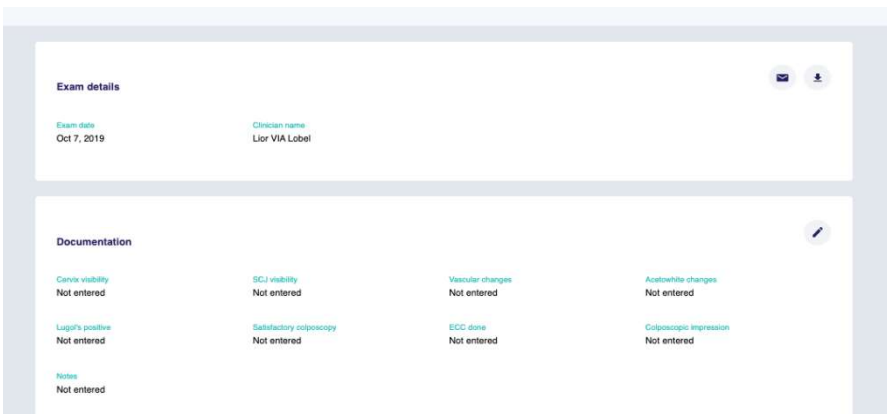 Exam details
Exam date Clinician name
Oct 7, 2019 Lior VIA Lobel
Documentation
Cervix visibility SCJ visibility Vascular changes Acetowhite changes
Not entered Not entered Not entered Not entered
Lugol's positive Satisfactory colposcopy ECC done Colposcopic impression
Not entered Not entered Not entered Not entered
Notes
Not entered